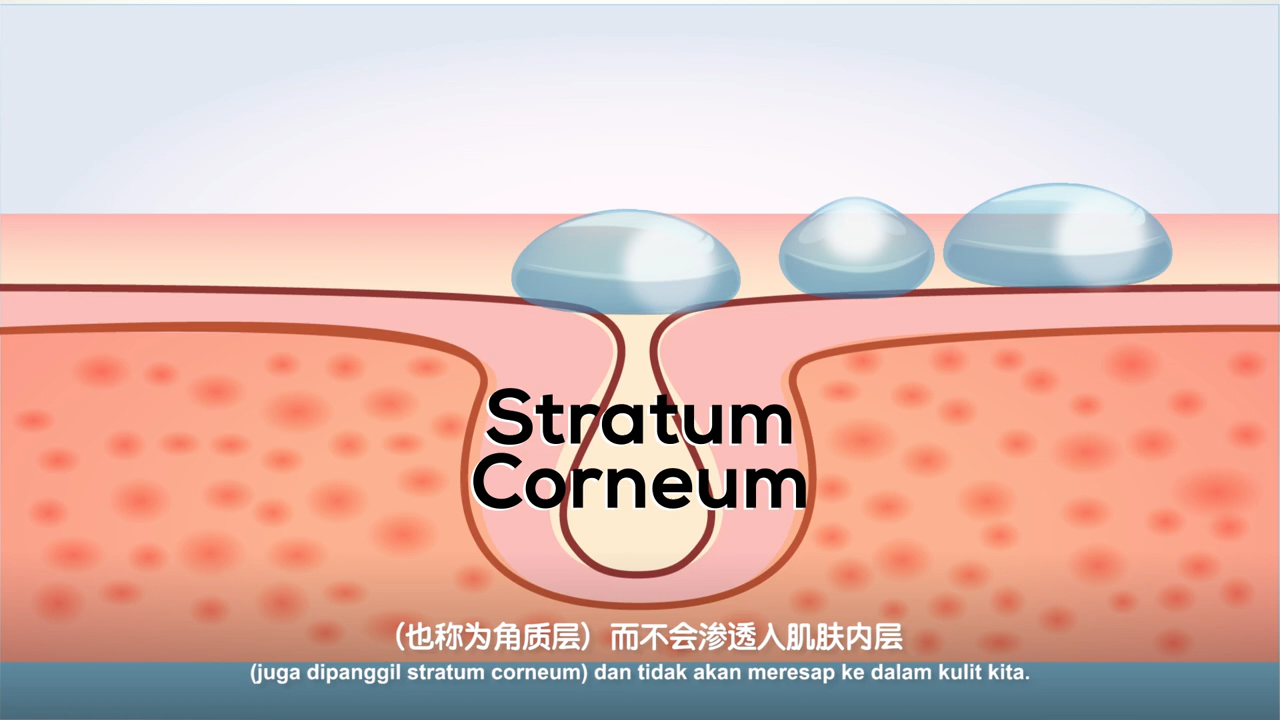 Stratum
Corneum
（也称为角质层）而不会渗透入肌肤内层
(juga dipanggil stratum corneum) dan tidak akan meresap ke dalam kulit kita.